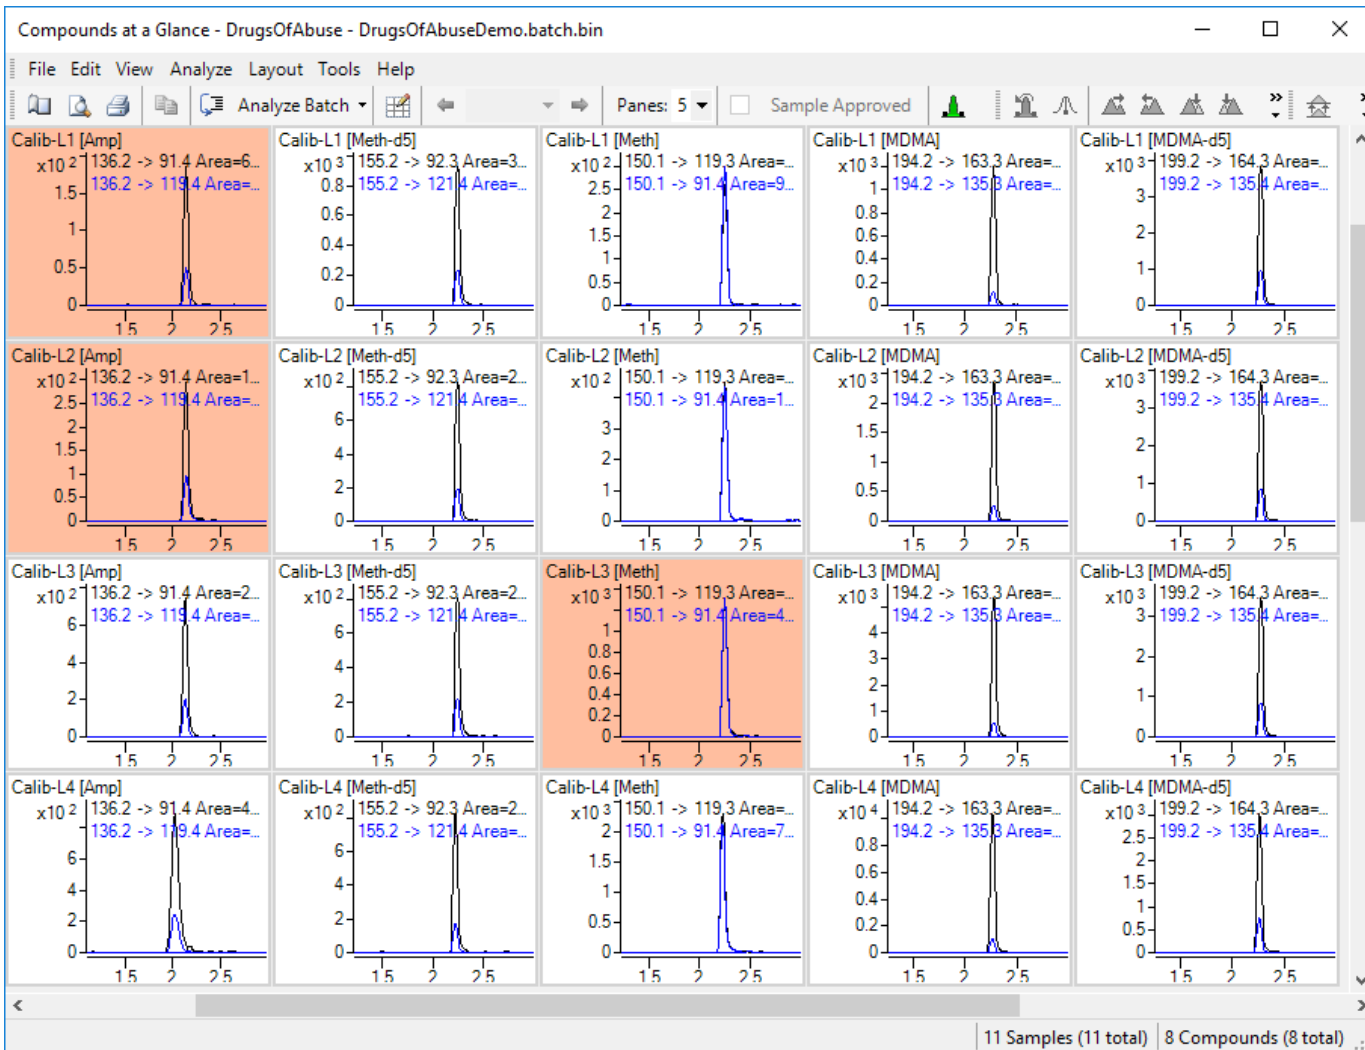 Compounds at a Glance - DrugsOfAbuse - DrugsOfAbuseDemo.batch.bin
File Edit View Analyze Layout Tools Help
Analyze Batch Panes: 5 Sample Approved
Calib-L1 [Amp]
x10 2 136.2 -> 91.4 Area=6...
136.2 -> 119.4 Area=...
1.5
1
0.5
0
1.5 2 2.5
Calib-L1 [Meth-d5]
x10 3 155.2 -> 92.3 Area=3...
155.2 -> 121.4 Area=...
0.8
0.6
0.4
0.2
0
1.5 2 2.5
Calib-L1 [Meth]
x10 2 150.1 -> 119.3 Area=...
150.1 -> 91.4 Area=9...
2.5
2
1.5
1
0.5
0
1.5 2 2.5
Calib-L1 [MDMA]
x10 3 194.2 -> 163.3 Area=...
194.2 -> 135.3 Area=...
1
0.8
0.6
0.4
0.2
0
1.5 2 2.5
Calib-L1 [MDMA-d5]
x10 3 199.2 -> 164.3 Area=...
199.2 -> 135.4 Area=...
3
2
1
0
1.5 2 2.5
Calib-L2 [Amp]
x10 2 136.2 -> 91.4 Area=1...
136.2 -> 119.4 Area=...
2.5
2
1.5
1
0.5
0
1.5 2 2.5
Calib-L2 [Meth-d5]
x10 2 155.2 -> 92.3 Area=2...
155.2 -> 121.4 Area=...
6
4
2
0
1.5 2 2.5
Calib-L2 [Meth]
x10 2 150.1 -> 119.3 Area=...
150.1 -> 91.4 Area=1...
3
2
1
0
1.5 2 2.5
Calib-L2 [MDMA]
x10 3 194.2 -> 163.3 Area=...
194.2 -> 135.3 Area=...
2
1.5
1
0.5
0
1.5 2 2.5
Calib-L2 [MDMA-d5]
x10 3 199.2 -> 164.3 Area=...
199.2 -> 135.4 Area=...
3
2
1
0
1.5 2 2.5
Calib-L3 [Amp]
x10 2 136.2 -> 91.4 Area=2...
136.2 -> 119.4 Area=...
6
4
2
0
1.5 2 2.5
Calib-L3 [Meth-d5]
x10 2 155.2 -> 92.3 Area=2...
155.2 -> 121.4 Area=...
6
4
2
0
1.5 2 2.5
Calib-L3 [Meth]
x10 3 150.1 -> 119.3 Area=...
150.1 -> 91.4 Area=4...
1
0.8
0.6
0.4
0.2
0
1.5 2 2.5
Calib-L3 [MDMA]
x10 3 194.2 -> 163.3 Area=...
194.2 -> 135.3 Area=...
4
3
2
1
0
1.5 2 2.5
Calib-L3 [MDMA-d5]
x10 3 199.2 -> 164.3 Area=...
199.2 -> 135.4 Area=...
3
2
1
0
1.5 2 2.5
Calib-L4 [Amp]
x10 2 136.2 -> 91.4 Area=4...
136.2 -> 119.4 Area=...
6
4
2
0
1.5 2 2.5
Calib-L4 [Meth-d5]
x10 2 155.2 -> 92.3 Area=2...
155.2 -> 121.4 Area=...
6
4
2
0
1.5 2 2.5
Calib-L4 [Meth]
x10 3 150.1 -> 119.3 Area=...
150.1 -> 91.4 Area=7...
2
1.5
1
0.5
0
1.5 2 2.5
Calib-L4 [MDMA]
x10 4 194.2 -> 163.3 Area=...
194.2 -> 135.3 Area=...
0.8
0.6
0.4
0.2
0
1.5 2 2.5
Calib-L4 [MDMA-d5]
x10 3 199.2 -> 164.3 Area=...
199.2 -> 135.4 Area=...
2.5
2
1.5
1
0.5
0
1.5 2 2.5
11 Samples (11 total) 8 Compounds (8 total)